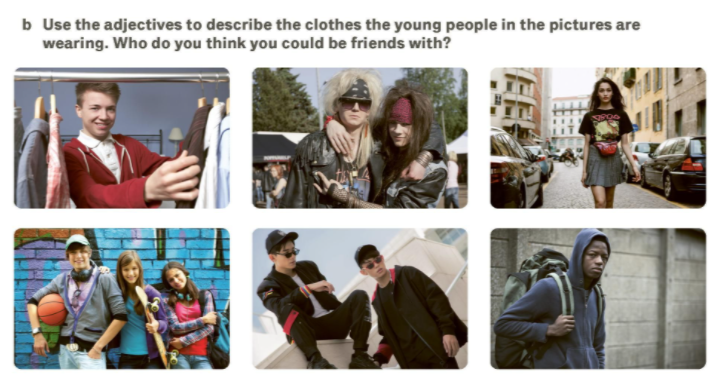 b Use the adjectives to describe the clothes the young people in the pictures are
wearing. Who do you think you could be friends with?